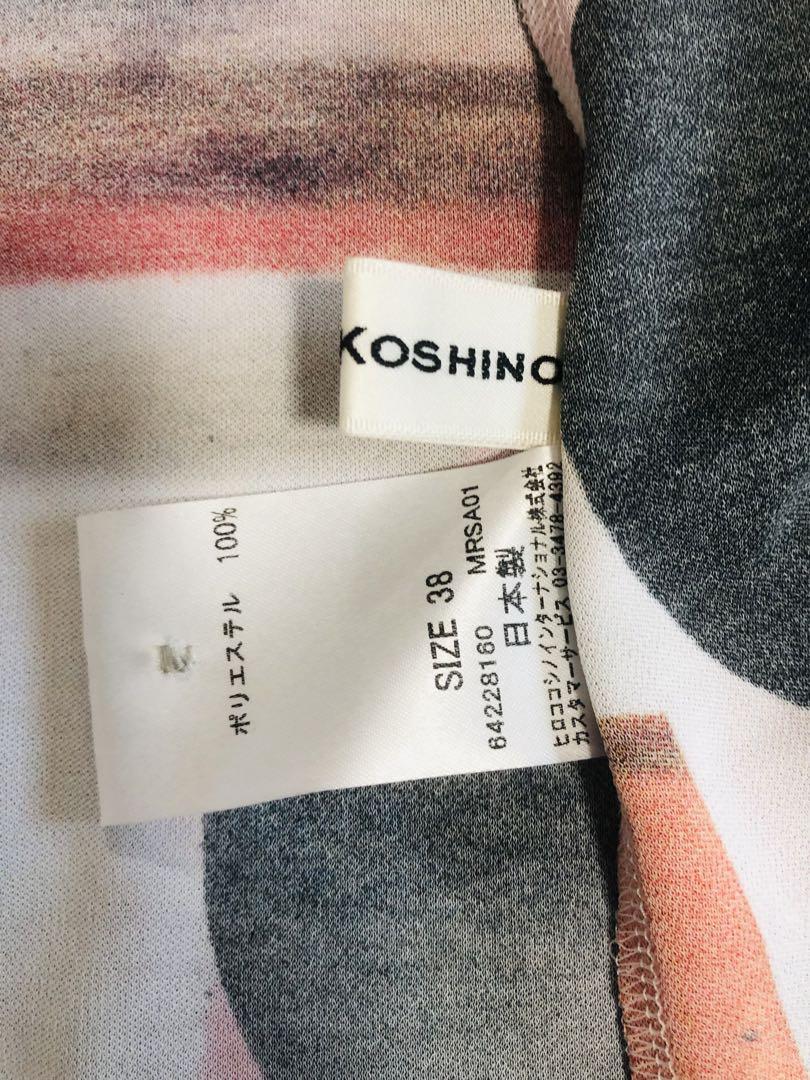 KOSHINO
ポリエステル 100%
SIZE 38
64228160 MRSA01
日本製
ヒロココシノインターナショナル株式会社
カスタマーサービス 03-3478-4392